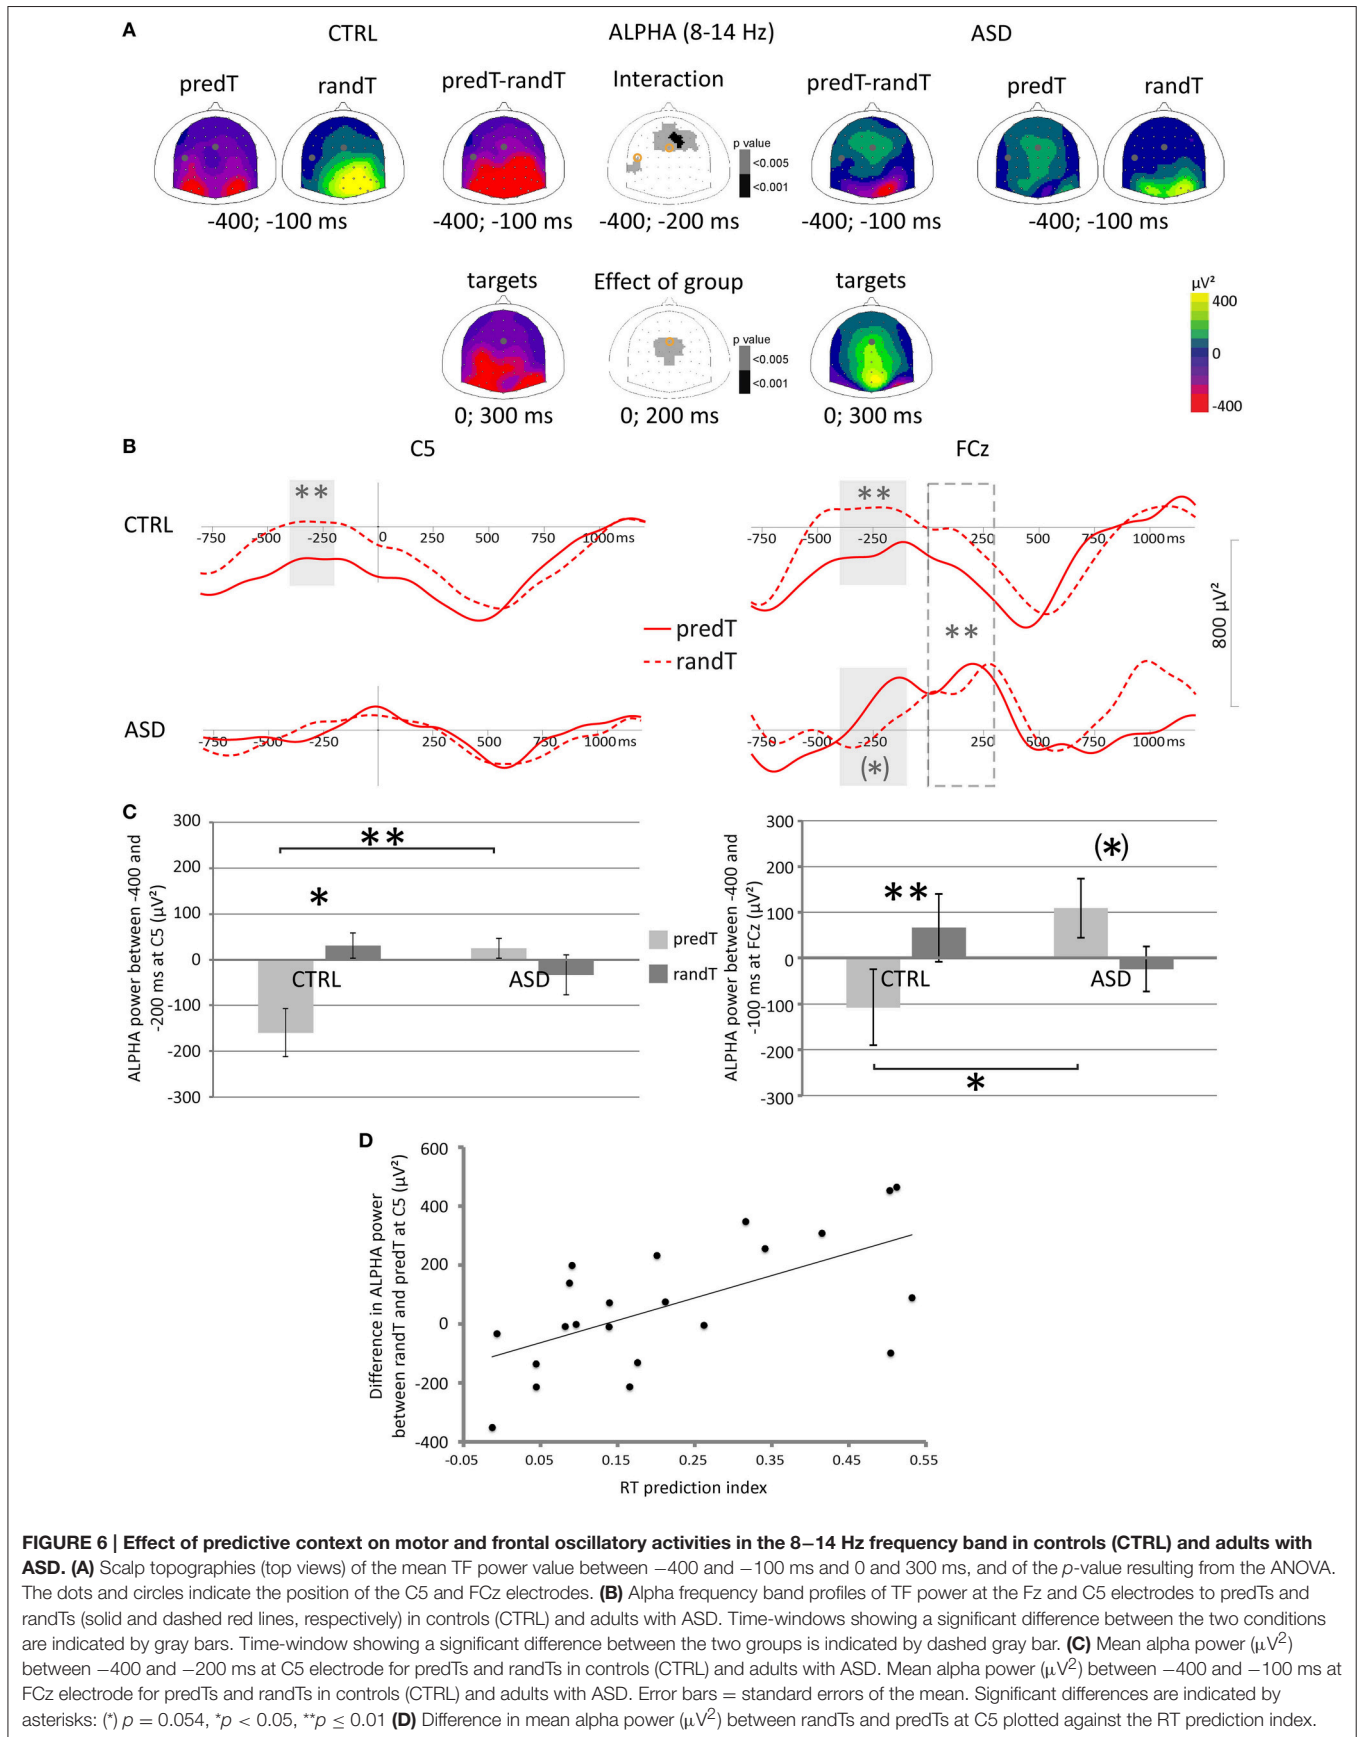 A
CTRL ALPHA (8-14 Hz) ASD
predT randT predT-randT Interaction predT-randT predT randT
p value
<0.005
<0.001
-400; -100 ms -400; -100 ms -400; -200 ms -400; -100 ms -400; -100 ms
targets Effect of group targets
µV²
400
0
-400
p value
<0.005
<0.001
0; 300 ms 0; 200 ms 0; 300 ms
B
C5 FCz
** **
CTRL
-750 -500 -250 0 250 500 750 1000ms
-750 -500 -250 250 500 750 1000ms
predT
randT
**
800 µV²
ASD
-750 -500 -250 250 500 750 1000ms
-750 -500 -250 250 500 750 1000ms
(*)
C
ALPHA power between -400 and
-200 ms at C5 (µV²)
300
200
100
0
-100
-200
-300
**
*
CTRL ASD
predT
randT
ALPHA power between -400 and
-100 ms at FCz (µV²)
300
200
100
0
-100
-200
-300
**
(*)
CTRL ASD
*
D
Difference in ALPHA power
between randT and predT at C5 (µV²)
600
400
200
0
-200
-400
-0.05 0.05 0.15 0.25 0.35 0.45 0.55
RT prediction index
FIGURE 6 | Effect of predictive context on motor and frontal oscillatory activities in the 8–14 Hz frequency band in controls (CTRL) and adults with
ASD. (A) Scalp topographies (top views) of the mean TF power value between −400 and −100 ms and 0 and 300 ms, and of the p-value resulting from the ANOVA.
The dots and circles indicate the position of the C5 and FCz electrodes. (B) Alpha frequency band profiles of TF power at the Fz and C5 electrodes to predTs and
randTs (solid and dashed red lines, respectively) in controls (CTRL) and adults with ASD. Time-windows showing a significant difference between the two conditions
are indicated by gray bars. Time-window showing a significant difference between the two groups is indicated by dashed gray bar. (C) Mean alpha power (µV²)
between −400 and −200 ms at C5 electrode for predTs and randTs in controls (CTRL) and adults with ASD. Mean alpha power (µV²) between −400 and −100 ms at
FCz electrode for predTs and randTs in controls (CTRL) and adults with ASD. Error bars = standard errors of the mean. Significant differences are indicated by
asterisks: (*) p = 0.054, *p < 0.05, **p ≤ 0.01 (D) Difference in mean alpha power (µV²) between randTs and predTs at C5 plotted against the RT prediction index.